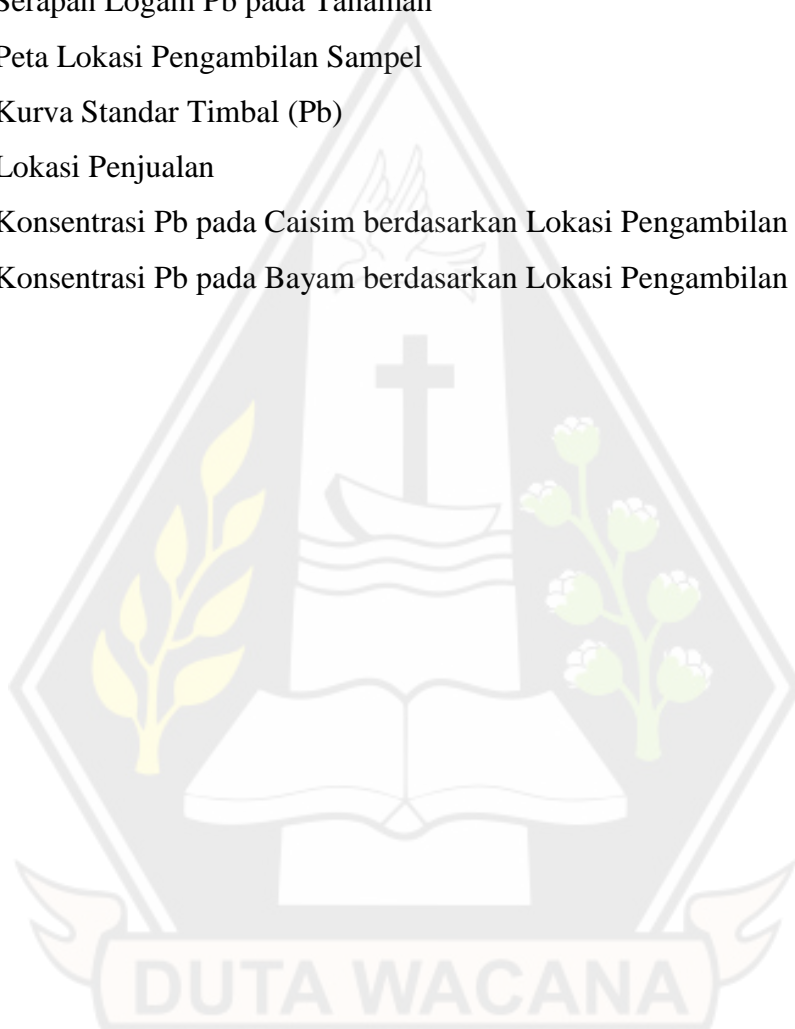 Serapan Logam Pb pada Tanaman
Peta Lokasi Pengambilan Sampel
Kurva Standar Timbal (Pb)
Lokasi Penjualan
Konsentrasi Pb pada Caisim berdasarkan Lokasi Pengambilan
Konsentrasi Pb pada Bayam berdasarkan Lokasi Pengambilan
DUTA WACANA